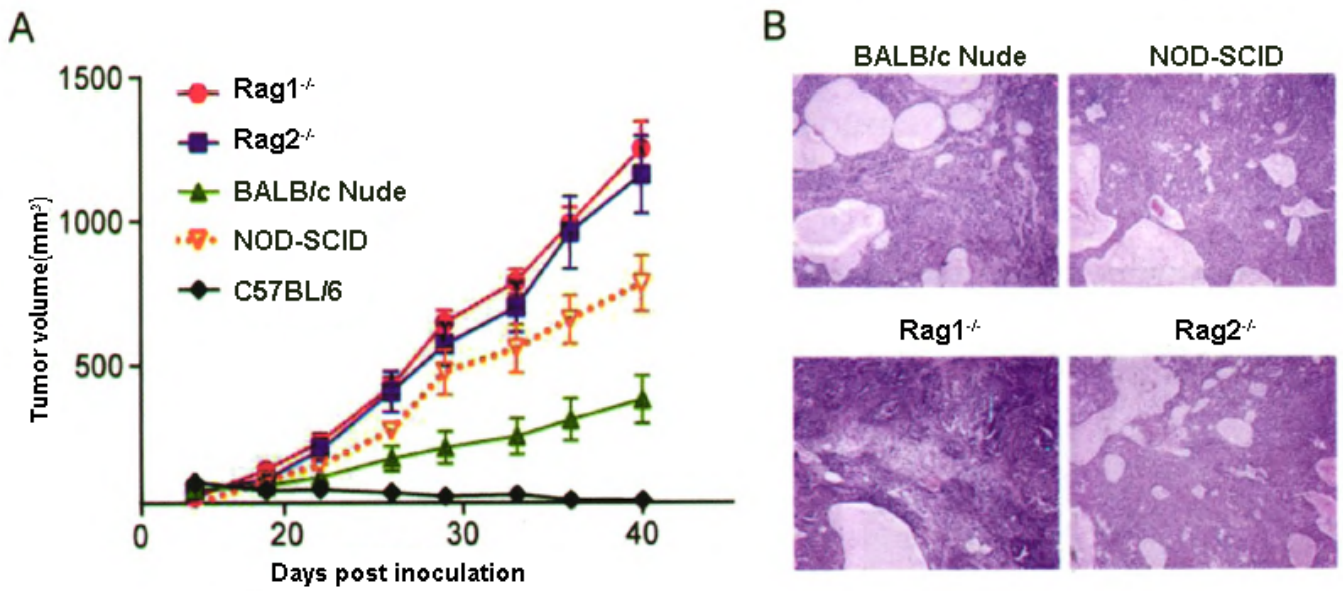 A
1500
1000
500
Tumor volume(mm³)
Rag1⁻/⁻
Rag2⁻/⁻
BALB/c Nude
NOD-SCID
C57BL/6
0
20
30
40
Days post inoculation
B
BALB/c Nude
NOD-SCID
Rag1⁻/⁻
Rag2⁻/⁻